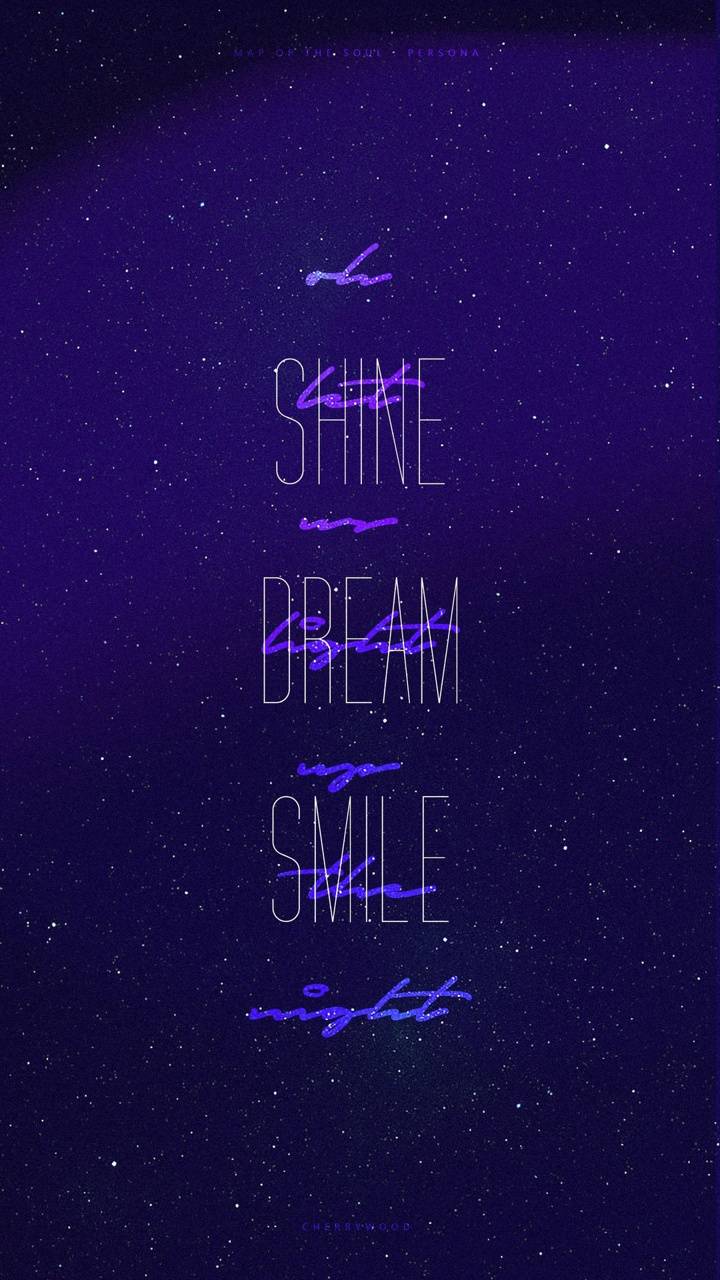 MAP OF THE SOUL : PERSONA
oh
SHINE
let
us
DREAM
light
up
SMILE
the
night
CHERRYWOOD